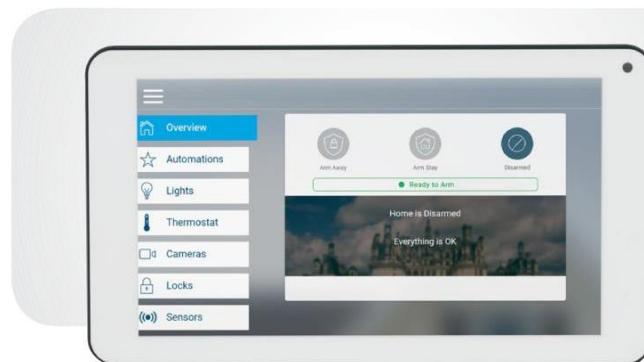 Overview
Automations
Lights
Thermostat
Cameras
Locks
Sensors
Arm Away
Arm Stay
Disarmed
Ready to Arm
Home is Disarmed
Everything is OK